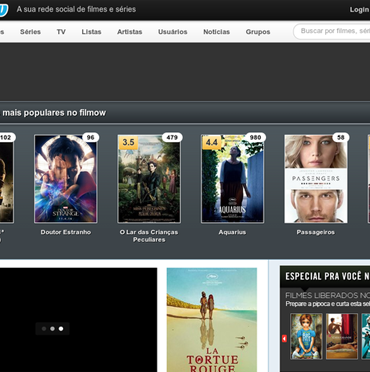 A sua rede social de filmes e séries
Login
Séries TV Listas Artistas Usuários Notícias Grupos
Buscar por filmes, séri
mais populares no filmow
102 96 479 980 58
3.5 4.4
STRANGE
AQUARIUS
PASSENGERS
Doutor Estranho
O Lar das Crianças
Peculiares
Aquarius
Passageiros
ESPECIAL PRA VOCÊ N
FILMES LIBERADOS NO
Prepare a pipoca e curta esta se
LA
TORTUE
ROUGE